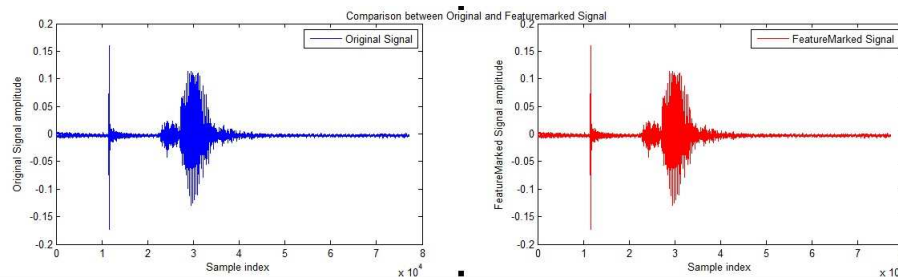 Comparison between Original and Featuremarked Signal
Original Signal amplitude
0.2
0.15
0.1
0.05
0
-0.05
-0.1
-0.15
-0.2
Original Signal
0 1 2 3 4 5 6 7 80
Sample index
x 10^4
FeatureMarked Signal amplitude
0.2
0.15
0.1
0.05
0
-0.05
-0.1
-0.15
-0.2
FeatureMarked Signal
0 1 2 3 4 5 6 7
Sample index
x 10